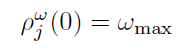 ρ_j^ω(0) = ω_max